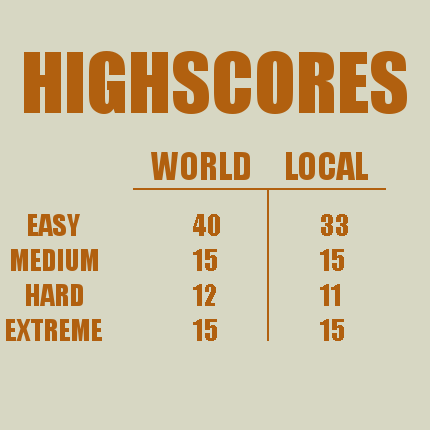 HIGHSCORES
WORLD LOCAL
EASY 40 33
MEDIUM 15 15
HARD 12 11
EXTREME 15 15